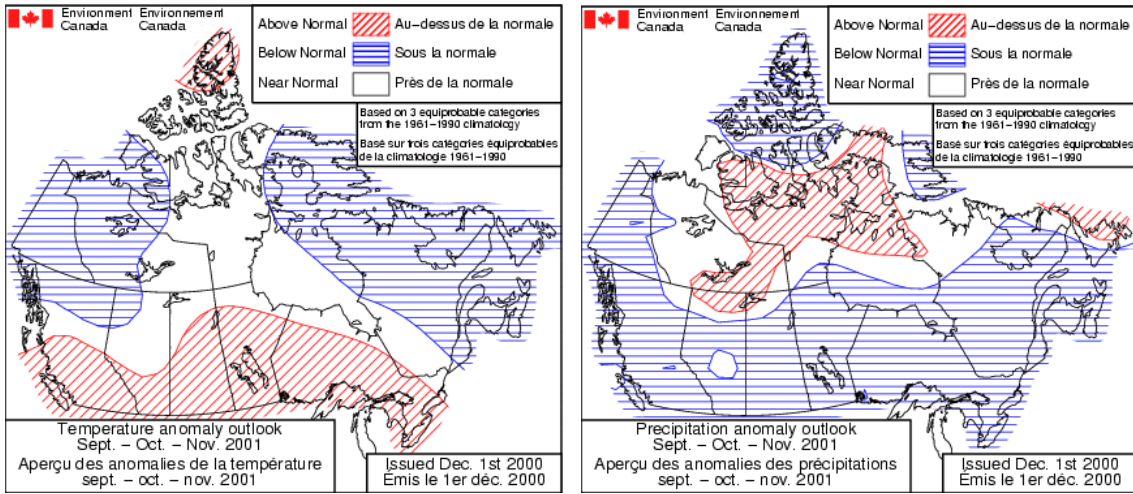 Environment Environnement
Canada Canada
Above Normal Au-dessus de la normale
Below Normal Sous la normale
Near Normal Près de la normale
Based on 3 equiprobable categories
from the 1961-1990 climatology
Basé sur trois catégories équiprobables
de la climatologie 1961-1990
Temperature anomaly outlook
Sept. - Oct. - Nov. 2001
Aperçu des anomalies de la température
sept. - oct. - nov. 2001
Issued Dec. 1st 2000
Émis le 1er déc. 2000
Environment Environnement
Canada Canada
Above Normal Au-dessus de la normale
Below Normal Sous la normale
Near Normal Près de la normale
Based on 3 equiprobable categories
from the 1961-1990 climatology
Basé sur trois catégories équiprobables
de la climatologie 1961-1990
Precipitation anomaly outlook
Sept. - Oct. - Nov. 2001
Aperçu des anomalies des précipitations
sept. - oct. - nov. 2001
Issued Dec. 1st 2000
Émis le 1er déc. 2000